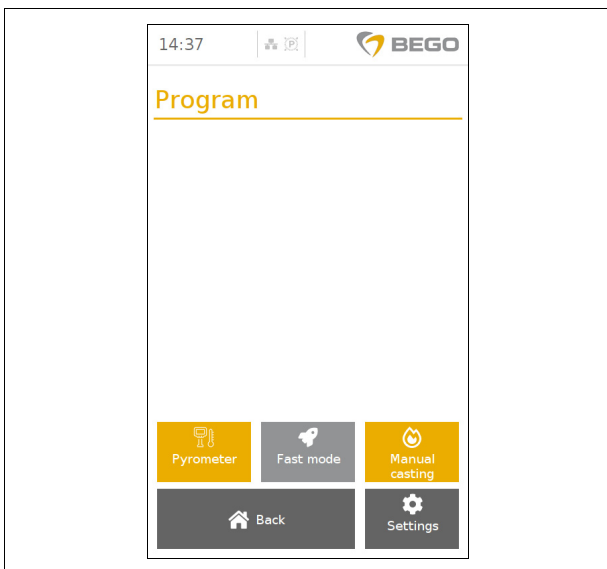 14:37
P
BEGO
Program
Pyrometer
Fast mode
Manual
casting
Back
Settings